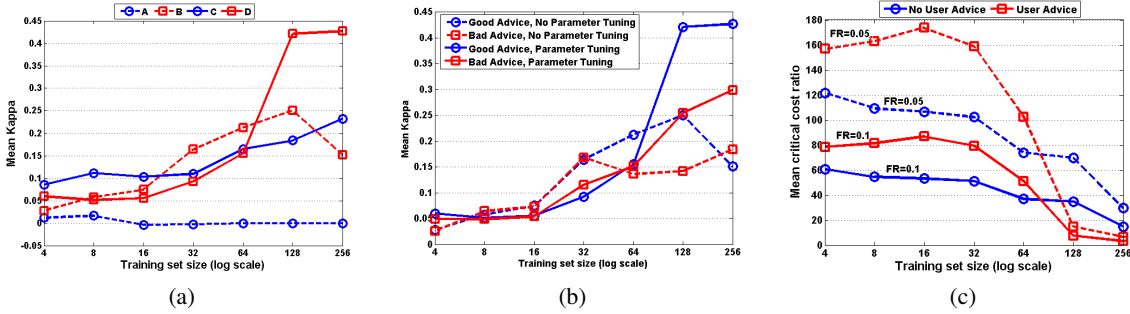 A B C D
0.45
0.4
0.35
0.3
0.25
0.2
0.15
0.1
0.05
0
-0.05
Mean Kappa
4 8 16 32 64 128 256
Training set size (log scale)
(a)
Good Advice, No Parameter Tuning
Bad Advice, No Parameter Tuning
Good Advice, Parameter Tuning
Bad Advice, Parameter Tuning
0.45
0.4
0.35
0.3
0.25
0.2
0.15
0.1
0.05
0
Mean Kappa
4 8 16 32 64 128 256
Training set size (log scale)
(b)
No User Advice User Advice
180
160
140
120
100
80
60
40
20
0
Mean critical cost ratio
FR=0.05
FR=0.05
FR=0.1
FR=0.1
4 8 16 32 64 128 256
Training set size (log scale)
(c)